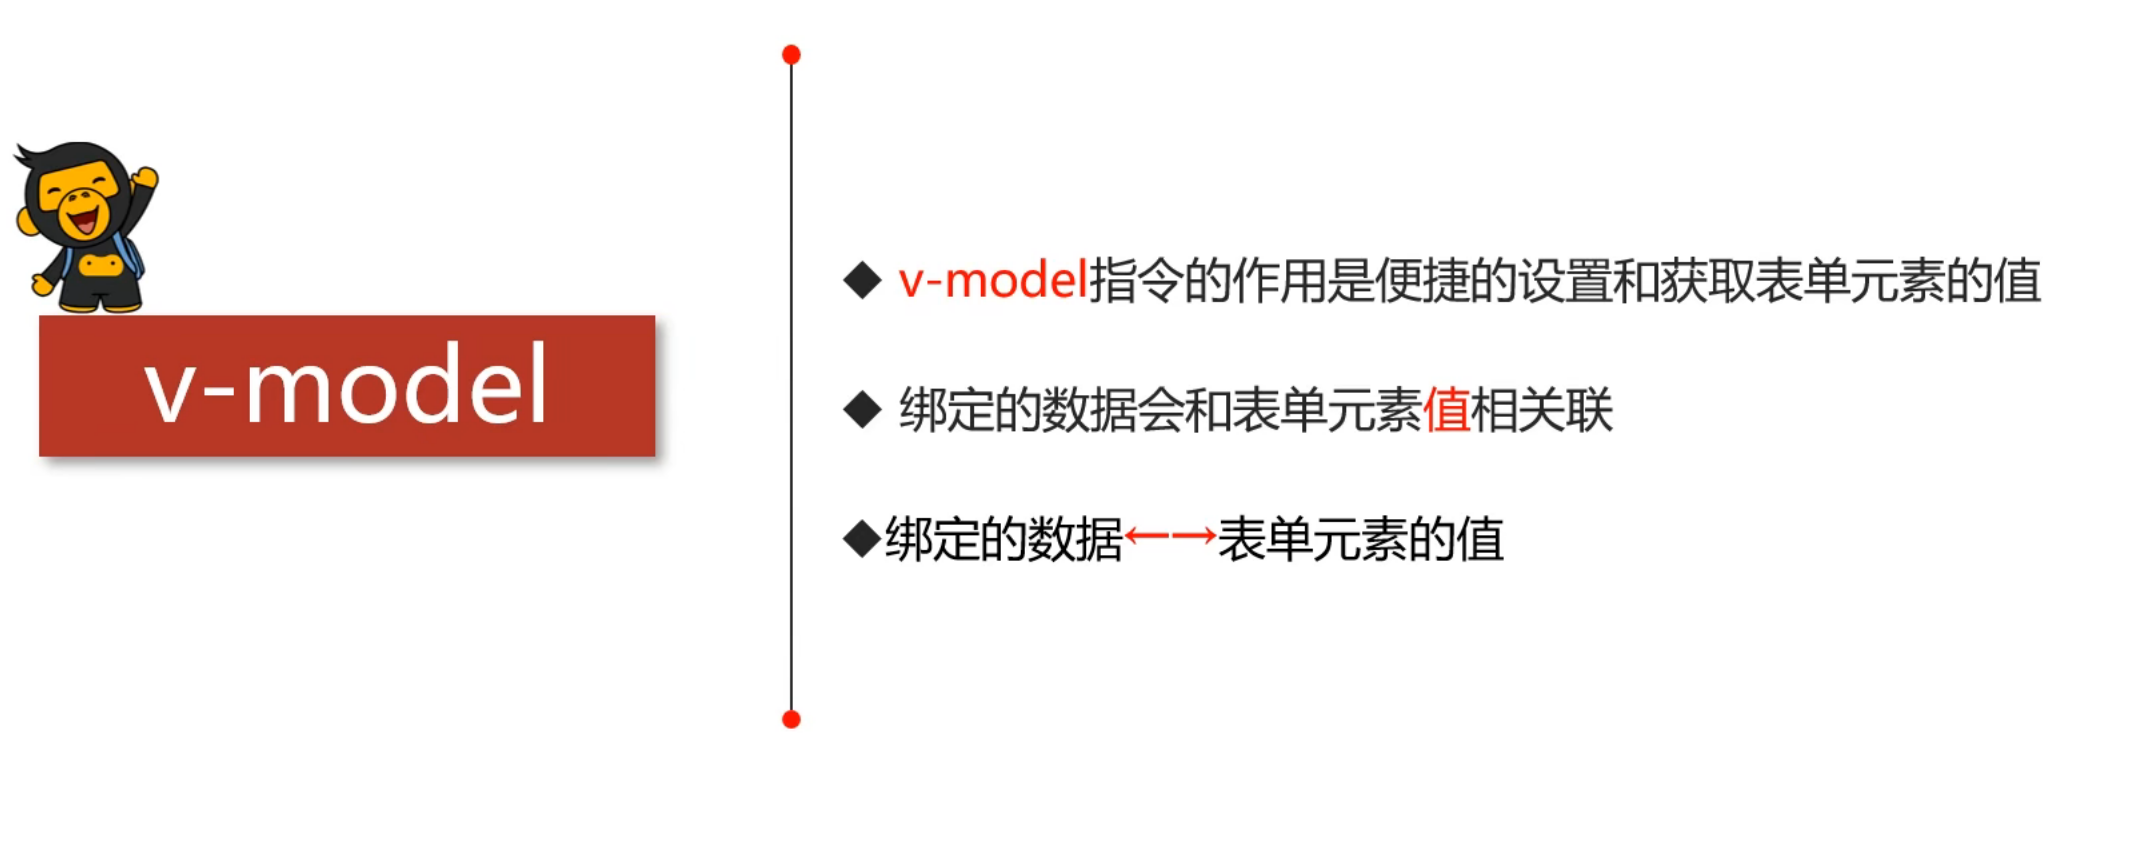 v-model
◆ v-model指令的作用是便捷的设置和获取表单元素的值
◆ 绑定的数据会和表单元素值相关联
◆绑定的数据←→表单元素的值